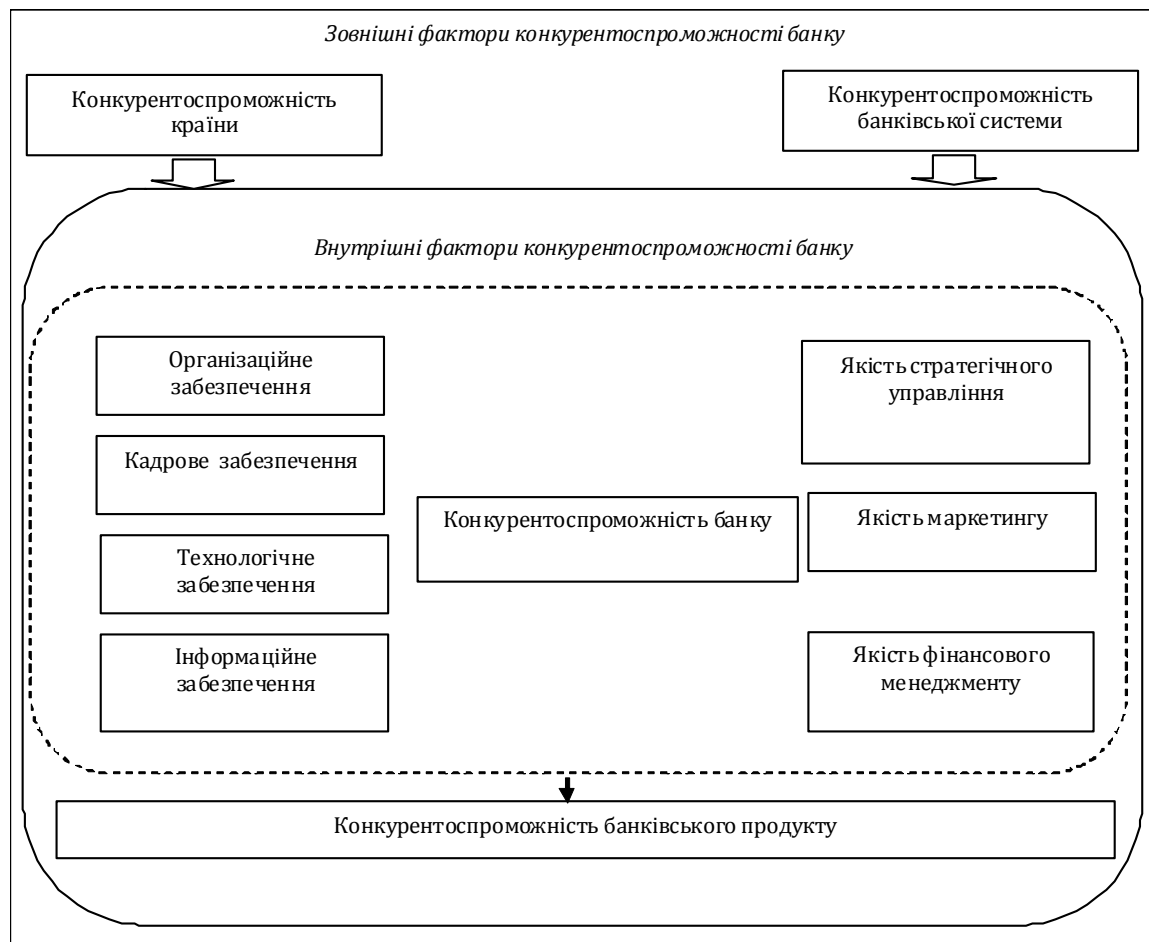 Зовнішні фактори конкурентоспроможності банку
Конкурентоспроможність
країни
Конкурентоспроможність
банківської системи
Внутрішні фактори конкурентоспроможності банку
Організаційне
забезпечення
Кадрове забезпечення
Технологічне
забезпечення
Інформаційне
забезпечення
Конкурентоспроможність банку
Якість стратегічного
управління
Якість маркетингу
Якість фінансового
менеджменту
Конкурентоспроможність банківського продукту